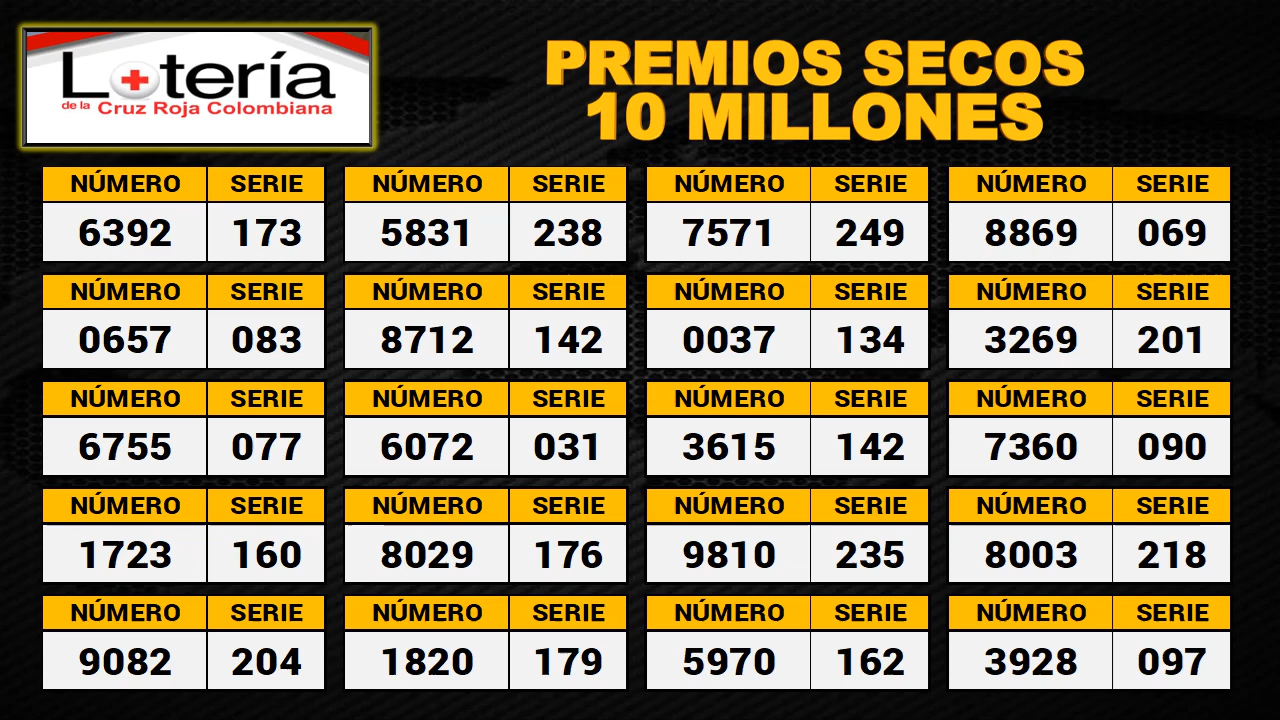 Lotería
de la Cruz Roja Colombiana
PREMIOS SECOS
10 MILLONES
NÚMERO SERIE NÚMERO SERIE NÚMERO SERIE NÚMERO SERIE
6392 173 5831 238 7571 249 8869 069
NÚMERO SERIE NÚMERO SERIE NÚMERO SERIE NÚMERO SERIE
0657 083 8712 142 0037 134 3269 201
NÚMERO SERIE NÚMERO SERIE NÚMERO SERIE NÚMERO SERIE
6755 077 6072 031 3615 142 7360 090
NÚMERO SERIE NÚMERO SERIE NÚMERO SERIE NÚMERO SERIE
1723 160 8029 176 9810 235 8003 218
NÚMERO SERIE NÚMERO SERIE NÚMERO SERIE NÚMERO SERIE
9082 204 1820 179 5970 162 3928 097